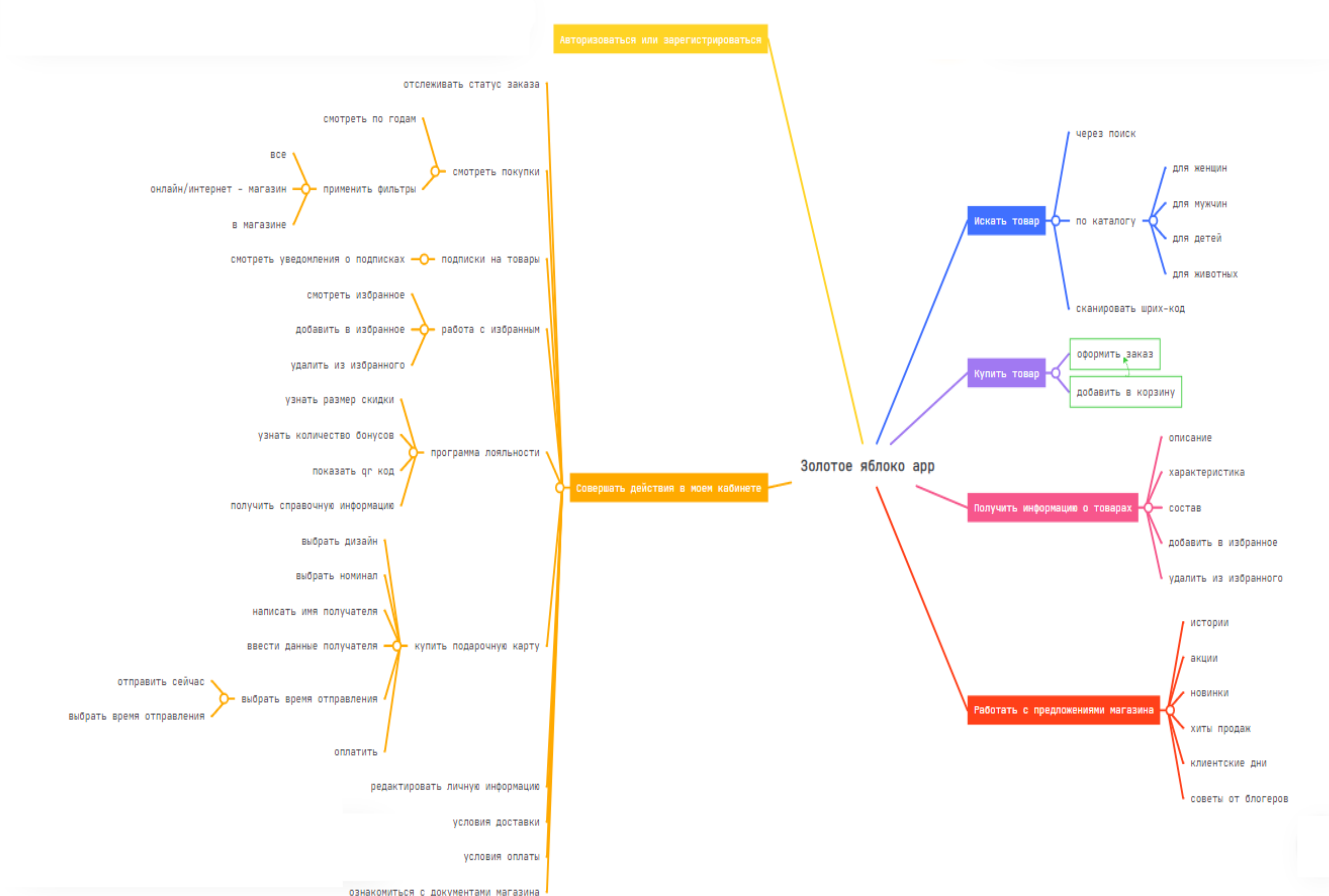 Авторизоваться или зарегистрироваться
отслеживать статус заказа
смотреть по годам
все
онлайн/интернет - магазин
применить фильтры
смотреть покупки
в магазине
смотреть уведомления о подписках
подписки на товары
смотреть избранное
добавить в избранное
работа с избранным
удалить из избранного
узнать размер скидки
узнать количество бонусов
программа лояльности
показать qr код
получить справочную информацию
Совершать действия в моем кабинете
выбрать дизайн
выбрать номинал
написать имя получателя
ввести данные получателя
купить подарочную карту
отправить сейчас
выбрать время отправления
выбрать время отправления
оплатить
редактировать личную информацию
условия доставки
условия оплаты
ознакомиться с документами магазина
Золотое яблоко app
через поиск
Искать товар
по каталогу
для женщин
для мужчин
для детей
для животных
сканировать шрих-код
Купить товар
оформить заказ
добавить в корзину
Получить информацию о товарах
описание
характеристика
состав
добавить в избранное
удалить из избранного
Работать с предложениями магазина
истории
акции
новинки
хиты продаж
клиентские дни
советы от блогеров